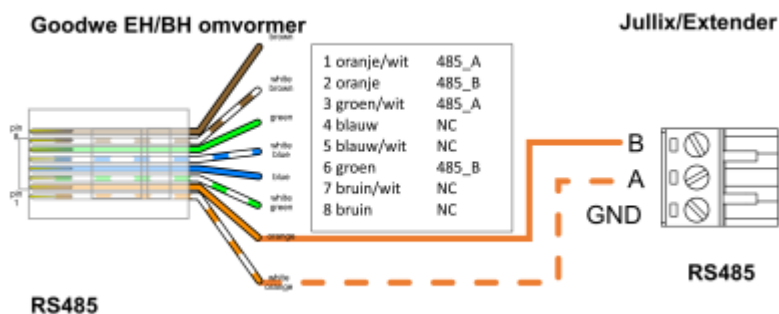 Goodwe EH/BH omvormer
Jullix/Extender
brown
white
brown
green
white
blue
blue
white
green
orange
white
orange
pin
8
pin
1
1 oranje/wit 485_A
2 oranje 485_B
3 groen/wit 485_A
4 blauw NC
5 blauw/wit NC
6 groen 485_B
7 bruin/wit NC
8 bruin NC
B
A
GND
RS485
RS485